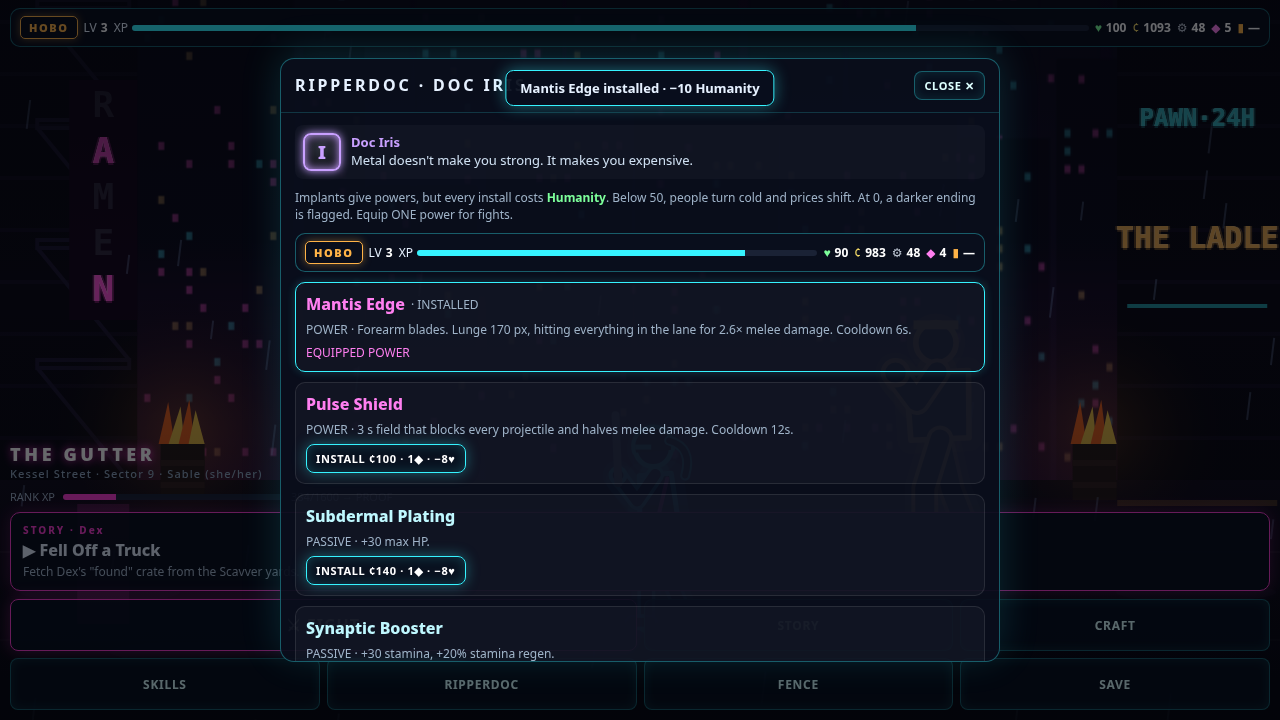 HOBO LV 3 XP ♥ 100 ¢ 1093 ⚙ 48 ◆ 5 ▮ —
RIPPERDOC · DOC IR
Mantis Edge installed · −10 Humanity
CLOSE ✕
RAMEN
PAWN·24H
THE LADLE
I
Doc Iris
Metal doesn't make you strong. It makes you expensive.
Implants give powers, but every install costs Humanity. Below 50, people turn cold and prices shift. At 0, a darker ending
is flagged. Equip ONE power for fights.
HOBO LV 3 XP ♥ 90 ¢ 983 ⚙ 48 ◆ 4 ▮ —
Mantis Edge · INSTALLED
POWER · Forearm blades. Lunge 170 px, hitting everything in the lane for 2.6× melee damage. Cooldown 6s.
EQUIPPED POWER
Pulse Shield
POWER · 3 s field that blocks every projectile and halves melee damage. Cooldown 12s.
INSTALL ¢100 · 1◆ · −8♥
Subdermal Plating
PASSIVE · +30 max HP.
INSTALL ¢140 · 1◆ · −8♥
Synaptic Booster
PASSIVE · +30 stamina, +20% stamina regen.
THE GUTTER
Kessel Street · Sector 9 · Sable (she/her)
RANK XP
STORY · Dex
▶ Fell Off a Truck
Fetch Dex's "found" crate from the Scavver ya
STORY
CRAFT
SKILLS
RIPPERDOC
FENCE
SAVE